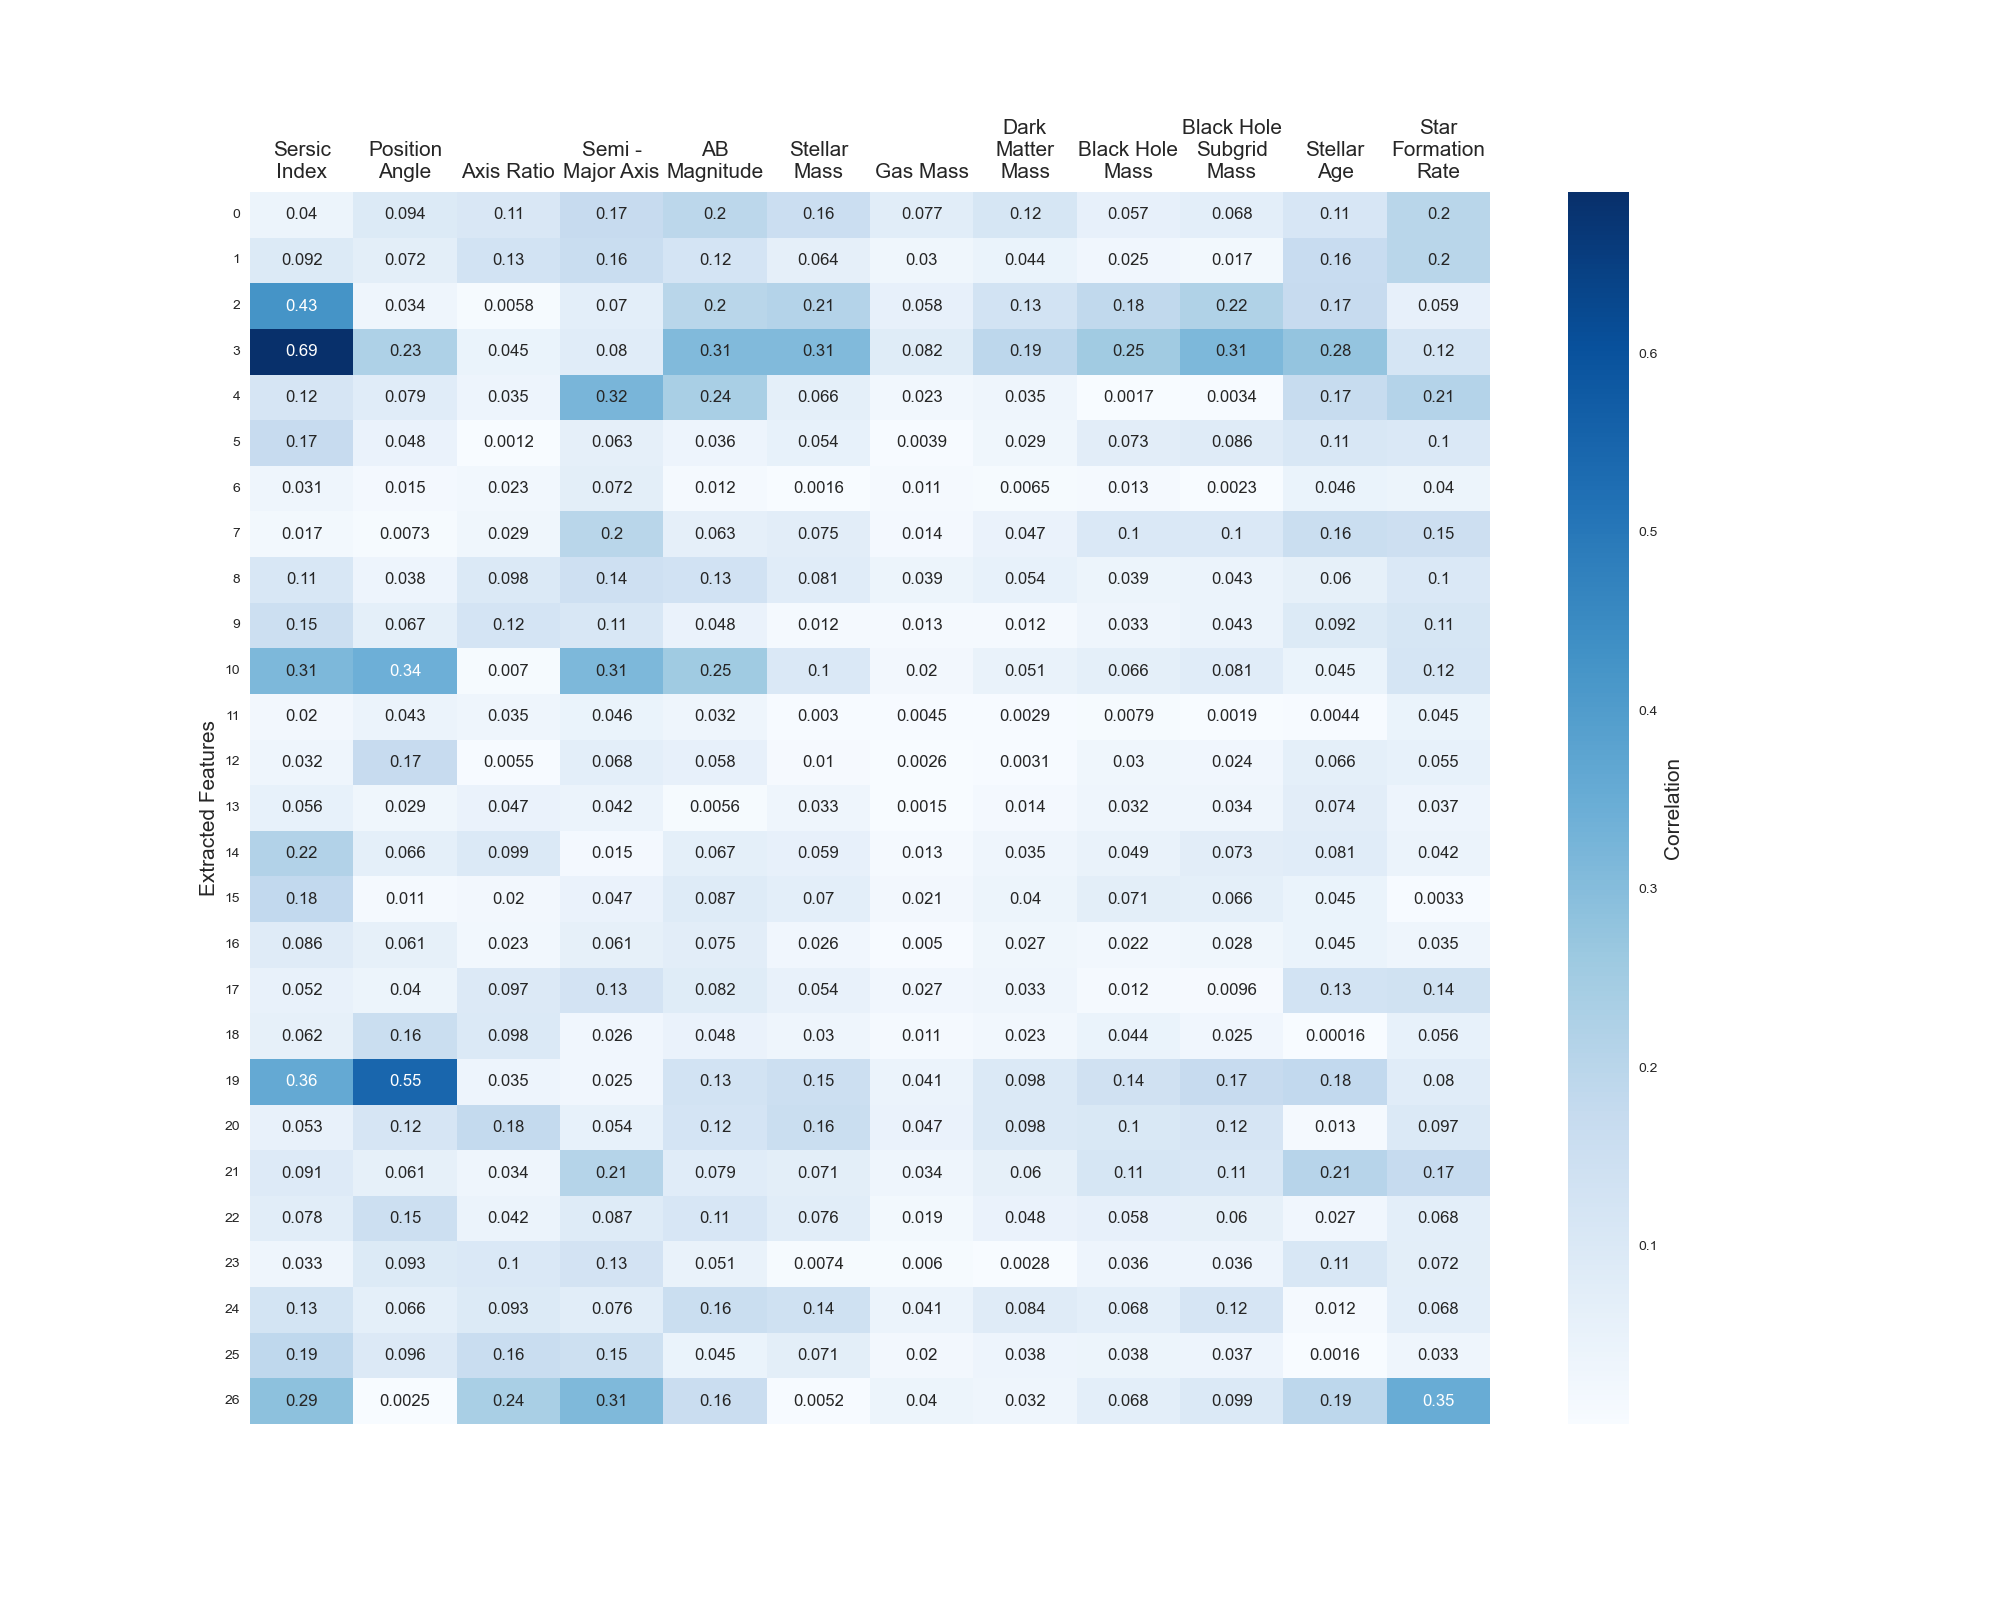 Sersic Index
Position Angle
Axis Ratio
Semi - Major Axis
AB Magnitude
Stellar Mass
Gas Mass
Dark Matter Mass
Black Hole Mass
Black Hole Subgrid Mass
Stellar Age
Star Formation Rate
0 0.04 0.094 0.11 0.17 0.2 0.16 0.077 0.12 0.057 0.068 0.11 0.2
1 0.092 0.072 0.13 0.16 0.12 0.064 0.03 0.044 0.025 0.017 0.16 0.2
2 0.43 0.034 0.0058 0.07 0.2 0.21 0.058 0.13 0.18 0.22 0.17 0.059
3 0.69 0.23 0.045 0.08 0.31 0.31 0.082 0.19 0.25 0.31 0.28 0.12
4 0.12 0.079 0.035 0.32 0.24 0.066 0.023 0.035 0.0017 0.0034 0.17 0.21
5 0.17 0.048 0.0012 0.063 0.036 0.054 0.0039 0.029 0.073 0.086 0.11 0.1
6 0.031 0.015 0.023 0.072 0.012 0.0016 0.011 0.0065 0.013 0.0023 0.046 0.04
7 0.017 0.0073 0.029 0.2 0.063 0.075 0.014 0.047 0.1 0.1 0.16 0.15
8 0.11 0.038 0.098 0.14 0.13 0.081 0.039 0.054 0.039 0.043 0.06 0.1
9 0.15 0.067 0.12 0.11 0.048 0.012 0.013 0.012 0.033 0.043 0.092 0.11
10 0.31 0.34 0.007 0.31 0.25 0.1 0.02 0.051 0.066 0.081 0.045 0.12
11 0.02 0.043 0.035 0.046 0.032 0.003 0.0045 0.0029 0.0079 0.0019 0.0044 0.045
12 0.032 0.17 0.0055 0.068 0.058 0.01 0.0026 0.0031 0.03 0.024 0.066 0.055
13 0.056 0.029 0.047 0.042 0.0056 0.033 0.0015 0.014 0.032 0.034 0.074 0.037
14 0.22 0.066 0.099 0.015 0.067 0.059 0.013 0.035 0.049 0.073 0.081 0.042
15 0.18 0.011 0.02 0.047 0.087 0.07 0.021 0.04 0.071 0.066 0.045 0.0033
16 0.086 0.061 0.023 0.061 0.075 0.026 0.005 0.027 0.022 0.028 0.045 0.035
17 0.052 0.04 0.097 0.13 0.082 0.054 0.027 0.033 0.012 0.0096 0.13 0.14
18 0.062 0.16 0.098 0.026 0.048 0.03 0.011 0.023 0.044 0.025 0.00016 0.056
19 0.36 0.55 0.035 0.025 0.13 0.15 0.041 0.098 0.14 0.17 0.18 0.08
20 0.053 0.12 0.18 0.054 0.12 0.16 0.047 0.098 0.1 0.12 0.013 0.097
21 0.091 0.061 0.034 0.21 0.079 0.071 0.034 0.06 0.11 0.11 0.21 0.17
22 0.078 0.15 0.042 0.087 0.11 0.076 0.019 0.048 0.058 0.06 0.027 0.068
23 0.033 0.093 0.1 0.13 0.051 0.0074 0.006 0.0028 0.036 0.036 0.11 0.072
24 0.13 0.066 0.093 0.076 0.16 0.14 0.041 0.084 0.068 0.12 0.012 0.068
25 0.19 0.096 0.16 0.15 0.045 0.071 0.02 0.038 0.038 0.037 0.0016 0.033
26 0.29 0.0025 0.24 0.31 0.16 0.0052 0.04 0.032 0.068 0.099 0.19 0.35
Extracted Features
0.6
0.5
0.4
0.3
0.2
0.1
Correlation